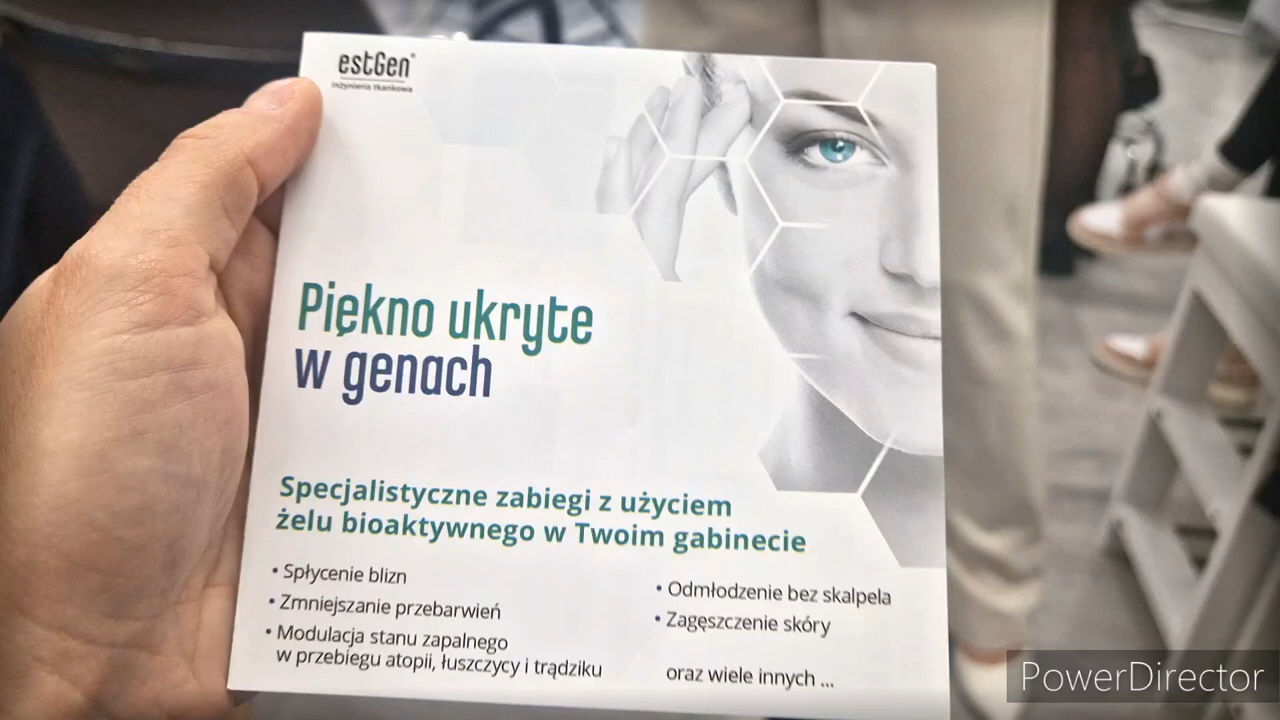 estGen®
Inżynieria tkankowa
Piękno ukryte
w genach
Specjalistyczne zabiegi z użyciem
żelu bioaktywnego w Twoim gabinecie
• Spłycenie blizn
• Zmniejszanie przebarwień
• Modulacja stanu zapalnego
w przebiegu atopii, łuszczycy i trądziku
• Odmłodzenie bez skalpela
• Zagęszczenie skóry
oraz wiele innych ...
PowerDirector